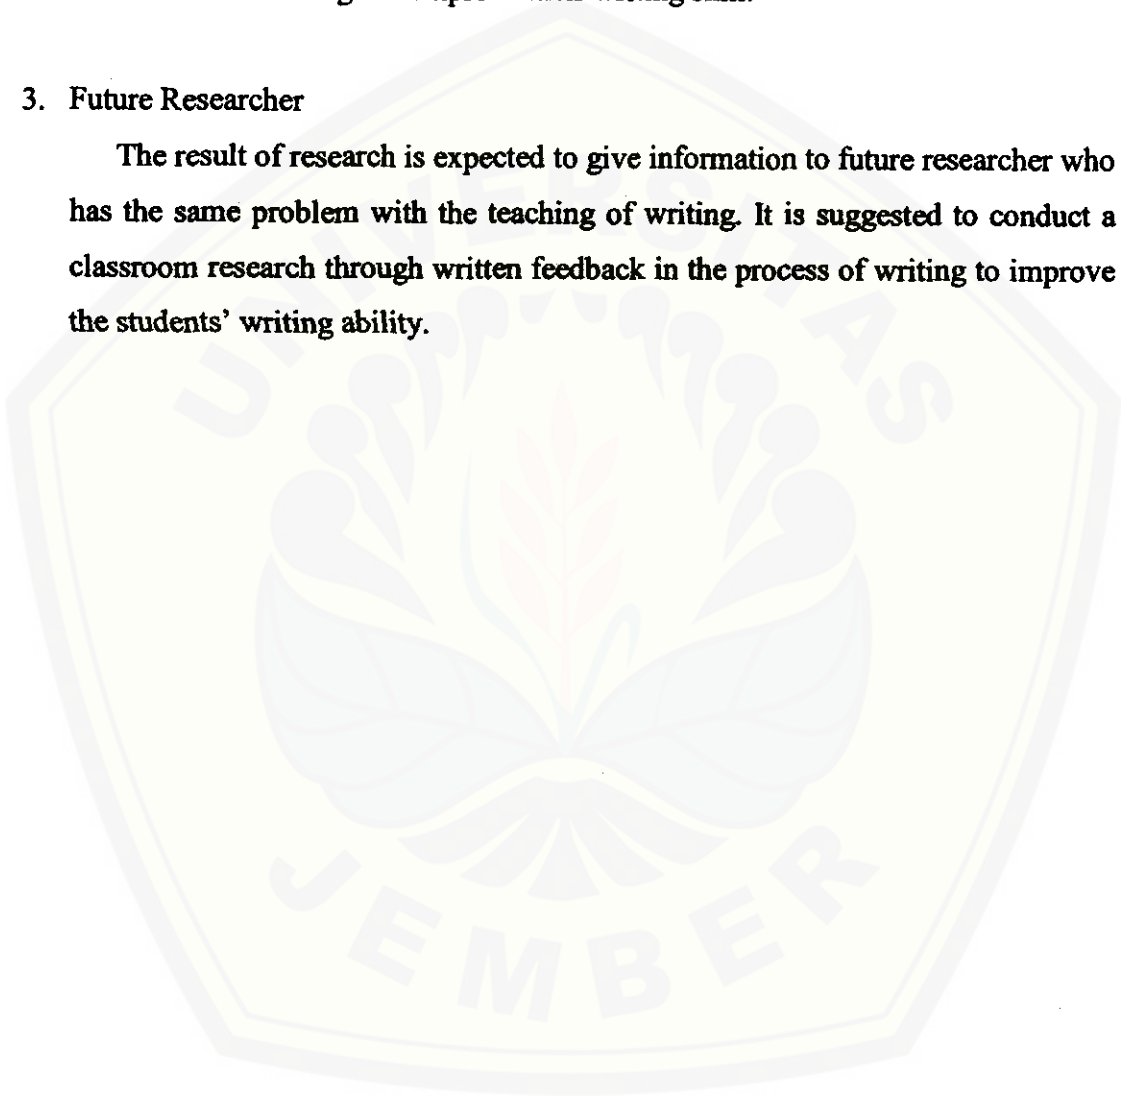 3. Future Researcher
The result of research is expected to give information to future researcher who
has the same problem with the teaching of writing. It is suggested to conduct a
classroom research through written feedback in the process of writing to improve
the students' writing ability.
UNIVERSITAS
JEMBER